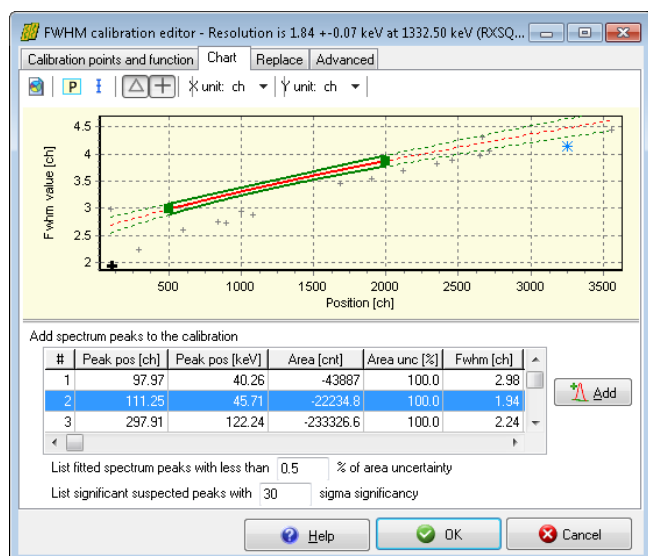 FWHM calibration editor - Resolution is 1.84 +-0.07 keV at 1332.50 keV (RXSQ...
Calibration points and function Chart Replace Advanced
P X unit: ch Y unit: ch
4.5
4
3.5
3
2.5
2
Fwhm value [ch]
500 1000 1500 2000 2500 3000 3500
Position [ch]
Add spectrum peaks to the calibration
# Peak pos [ch] Peak pos [keV] Area [cnt] Area unc [%] Fwhm [ch]
1 97.97 40.26 -43887 100.0 2.98
2 111.25 45.71 -22234.8 100.0 1.94
3 297.91 122.24 -233326.6 100.0 2.24
Add
List fitted spectrum peaks with less than 0.5 % of area uncertainty
List significant suspected peaks with 30 sigma significancy
Help OK Cancel